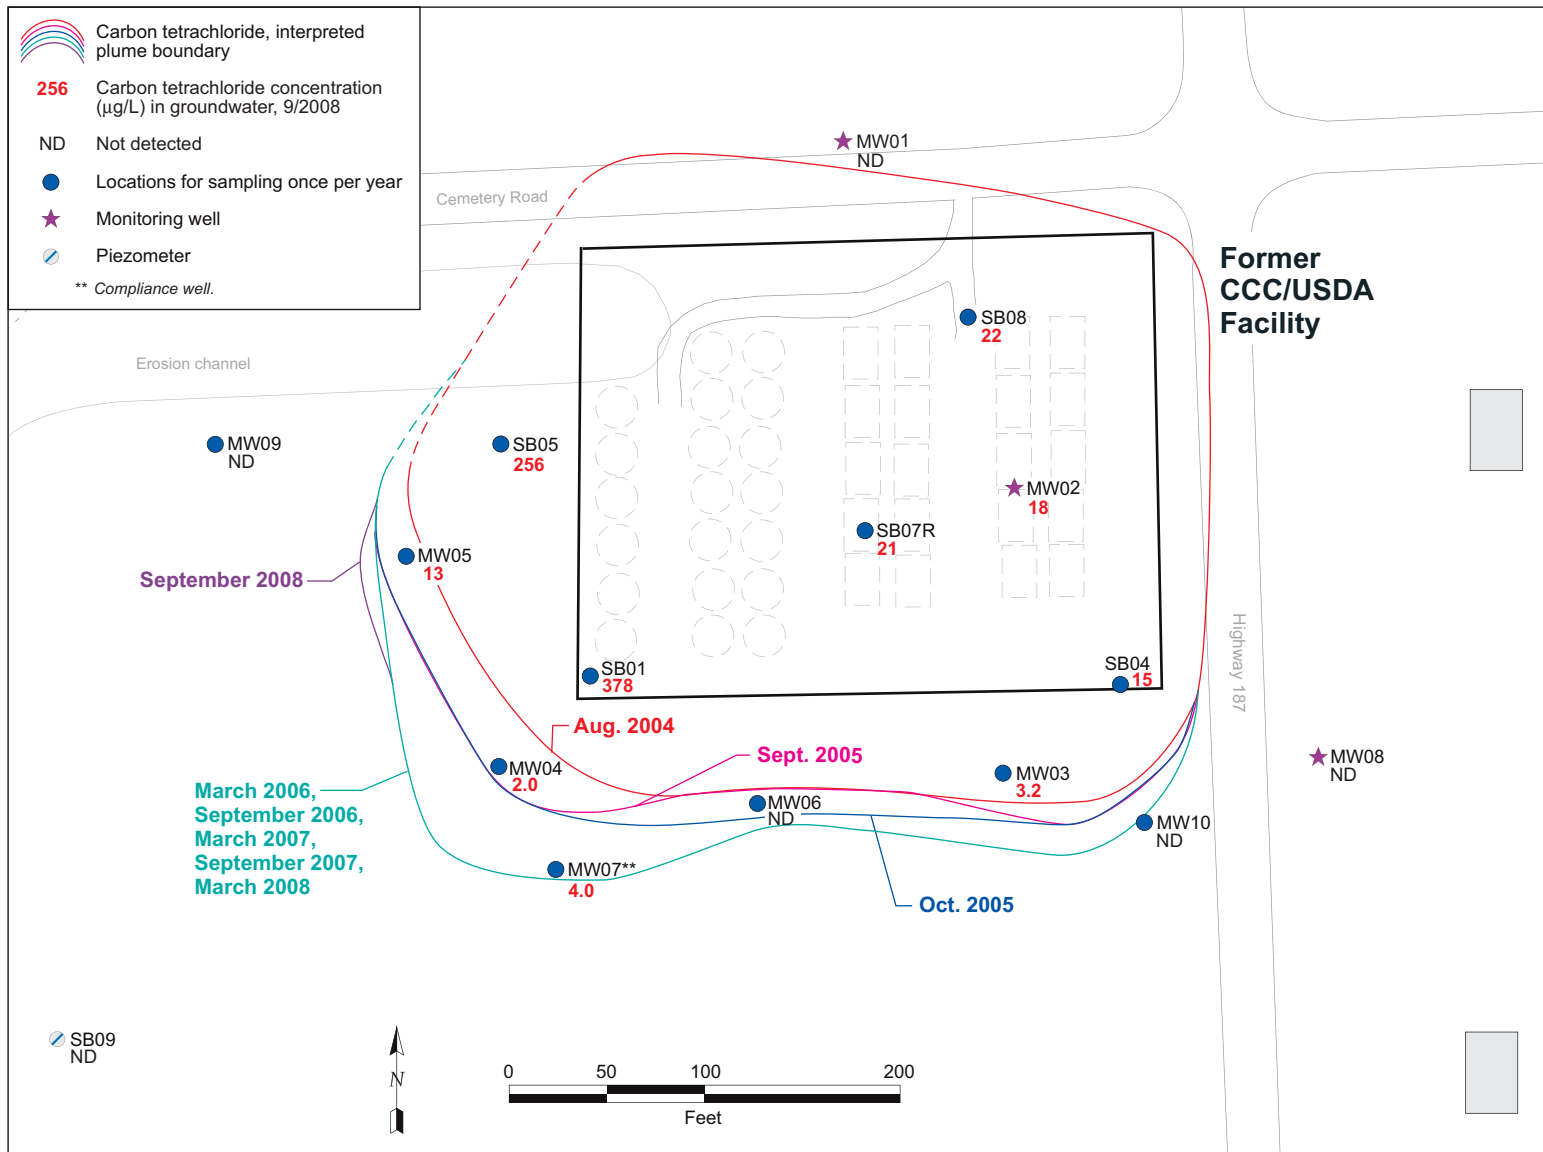 Carbon tetrachloride, interpreted
plume boundary
256 Carbon tetrachloride concentration
(µg/L) in groundwater, 9/2008
ND Not detected
Locations for sampling once per year
Monitoring well
Piezometer
** Compliance well.
MW01
ND
Cemetery Road
Former
CCC/USDA
Facility
SB08
22
Erosion channel
MW09
ND
SB05
256
MW02
18
SB07R
21
MW05
13
September 2008
SB01
378
SB04
15
Highway 187
Aug. 2004
Sept. 2005
MW08
ND
MW04
2.0
MW03
3.2
March 2006,
September 2006,
March 2007,
September 2007,
March 2008
MW06
ND
MW10
ND
MW07**
4.0
Oct. 2005
SB09
ND
N
0 50 100 200
Feet